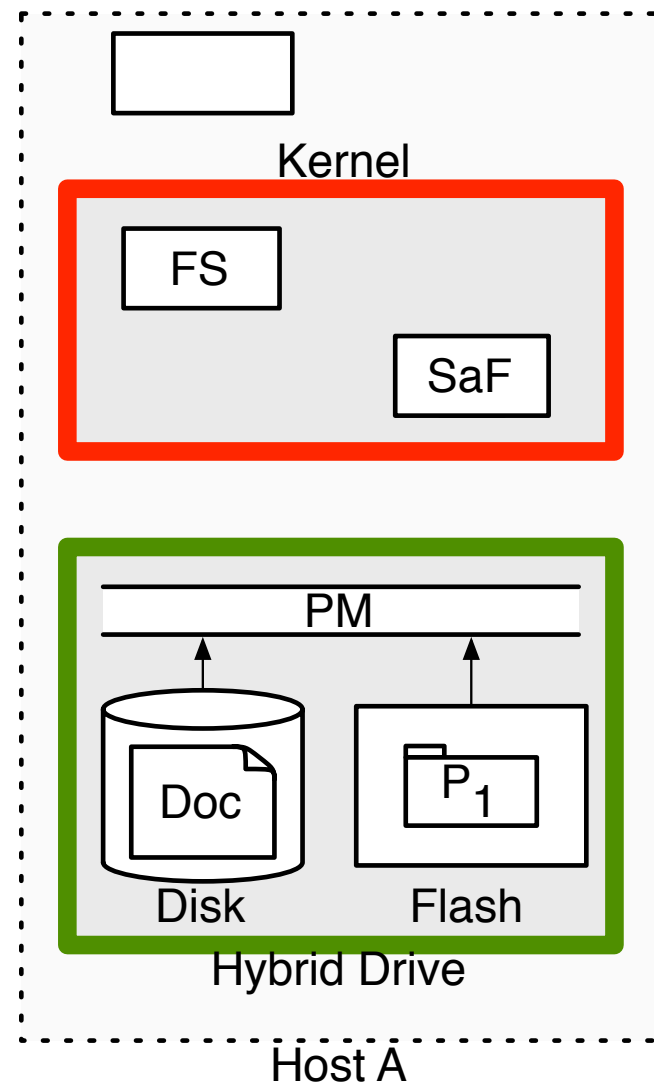 Kernel
FS
SaF
PM
Doc
P1
Disk
Flash
Hybrid Drive
Host A